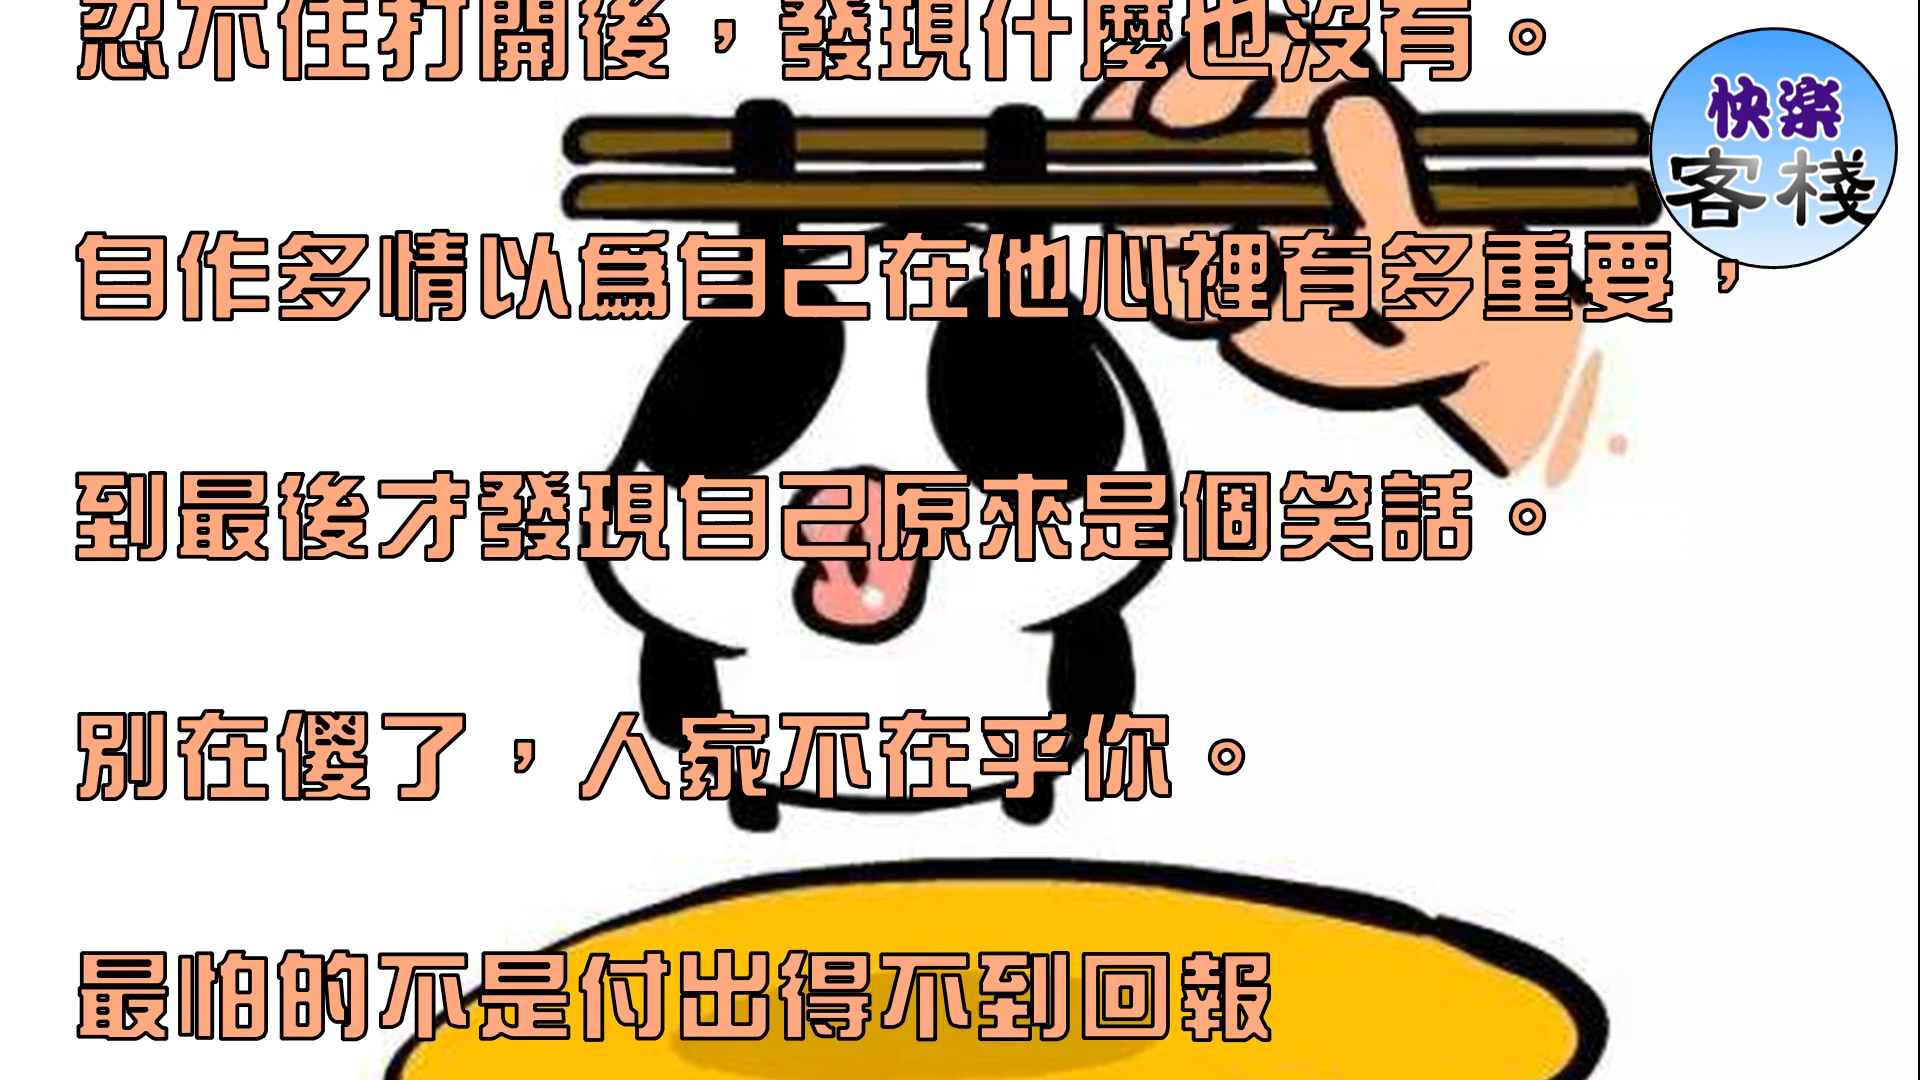 忍不住打開後，發現什麼也沒有。
快樂
客棧
自作多情以為自己在他心裡有多重要，
到最後才發現自己原來是個笑話。
別在傻了，人家不在乎你。
最怕的不是付出得不到回報